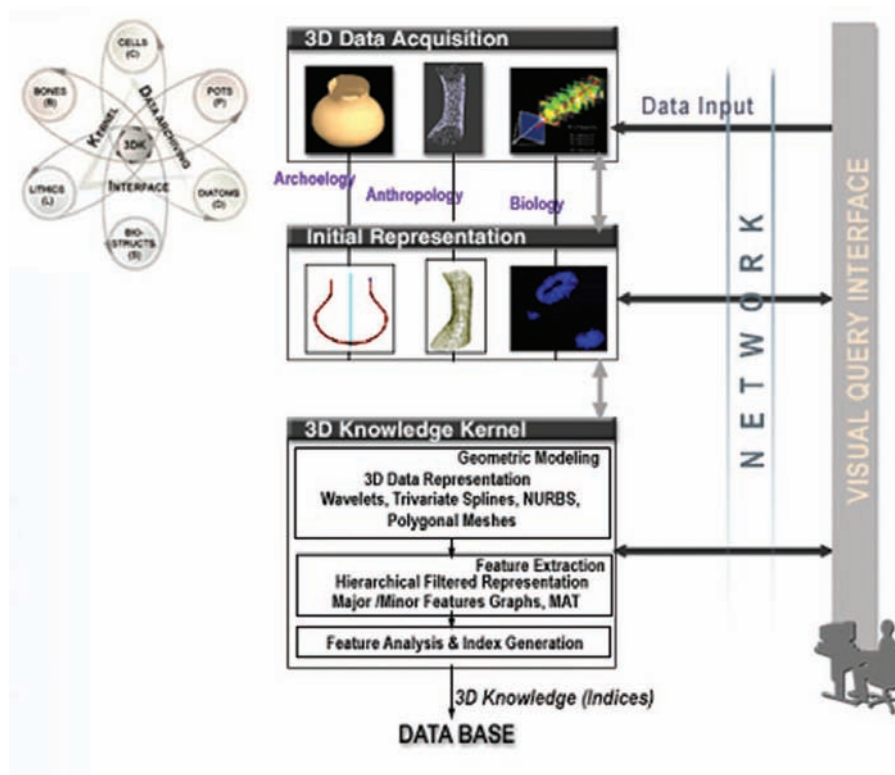 CELLS
(C)
BONES
(B)
POTS
(P)
KERNEL
DATA ARCHIVING
3DK
INTERFACE
LITHICS
(L)
DIATOMS
(D)
BIO-
STRUCTS
(S)
3D Data Acquisition
Data Input
Archoelogy
Anthropology
Biology
Initial Representation
NETWORK
VISUAL QUERY INTERFACE
3D Knowledge Kernel
Geometric Modeling
3D Data Representation
Wavelets, Trivariate Splines, NURBS,
Polygonal Meshes
Feature Extraction
Hierarchical Filtered Representation
Major /Minor Features Graphs, MAT
Feature Analysis & Index Generation
3D Knowledge (Indices)
DATA BASE